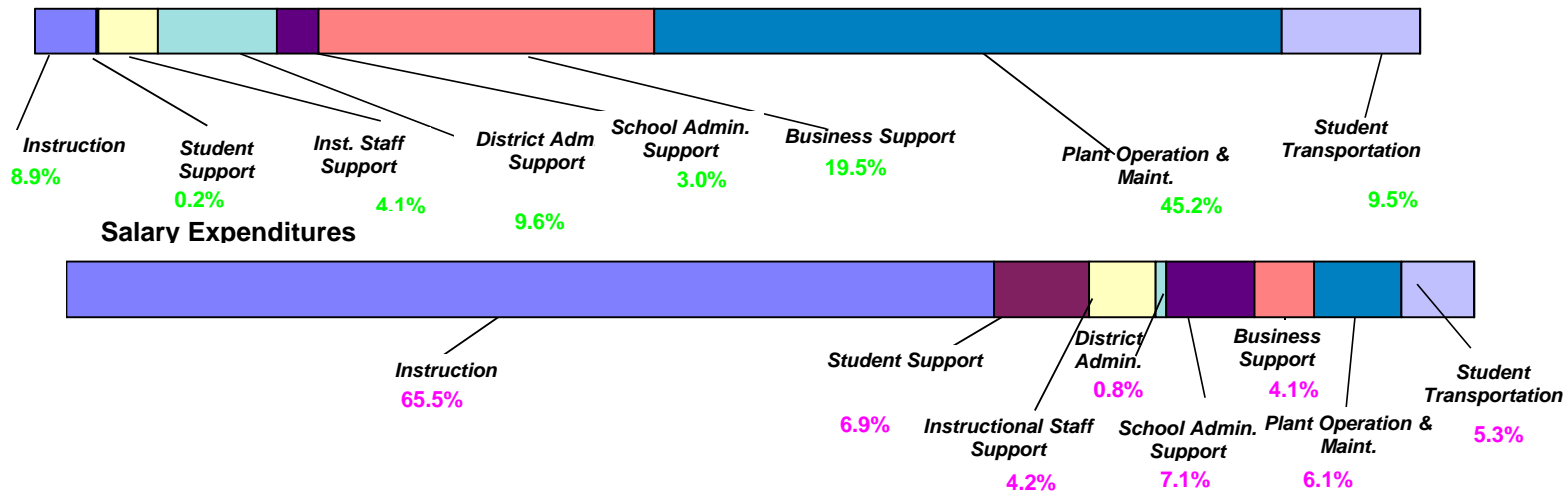 Instruction
8.9%
Student
Support
0.2%
Inst. Staff
Support
4.1%
District Adm
Support
9.6%
School Admin.
Support
3.0%
Business Support
19.5%
Plant Operation &
Maint.
45.2%
Student
Transportation
9.5%
Salary Expenditures
Instruction
65.5%
Student Support
6.9%
Instructional Staff
Support
4.2%
District
Admin.
0.8%
School Admin.
Support
7.1%
Business
Support
4.1%
Plant Operation &
Maint.
6.1%
Student
Transportation
5.3%